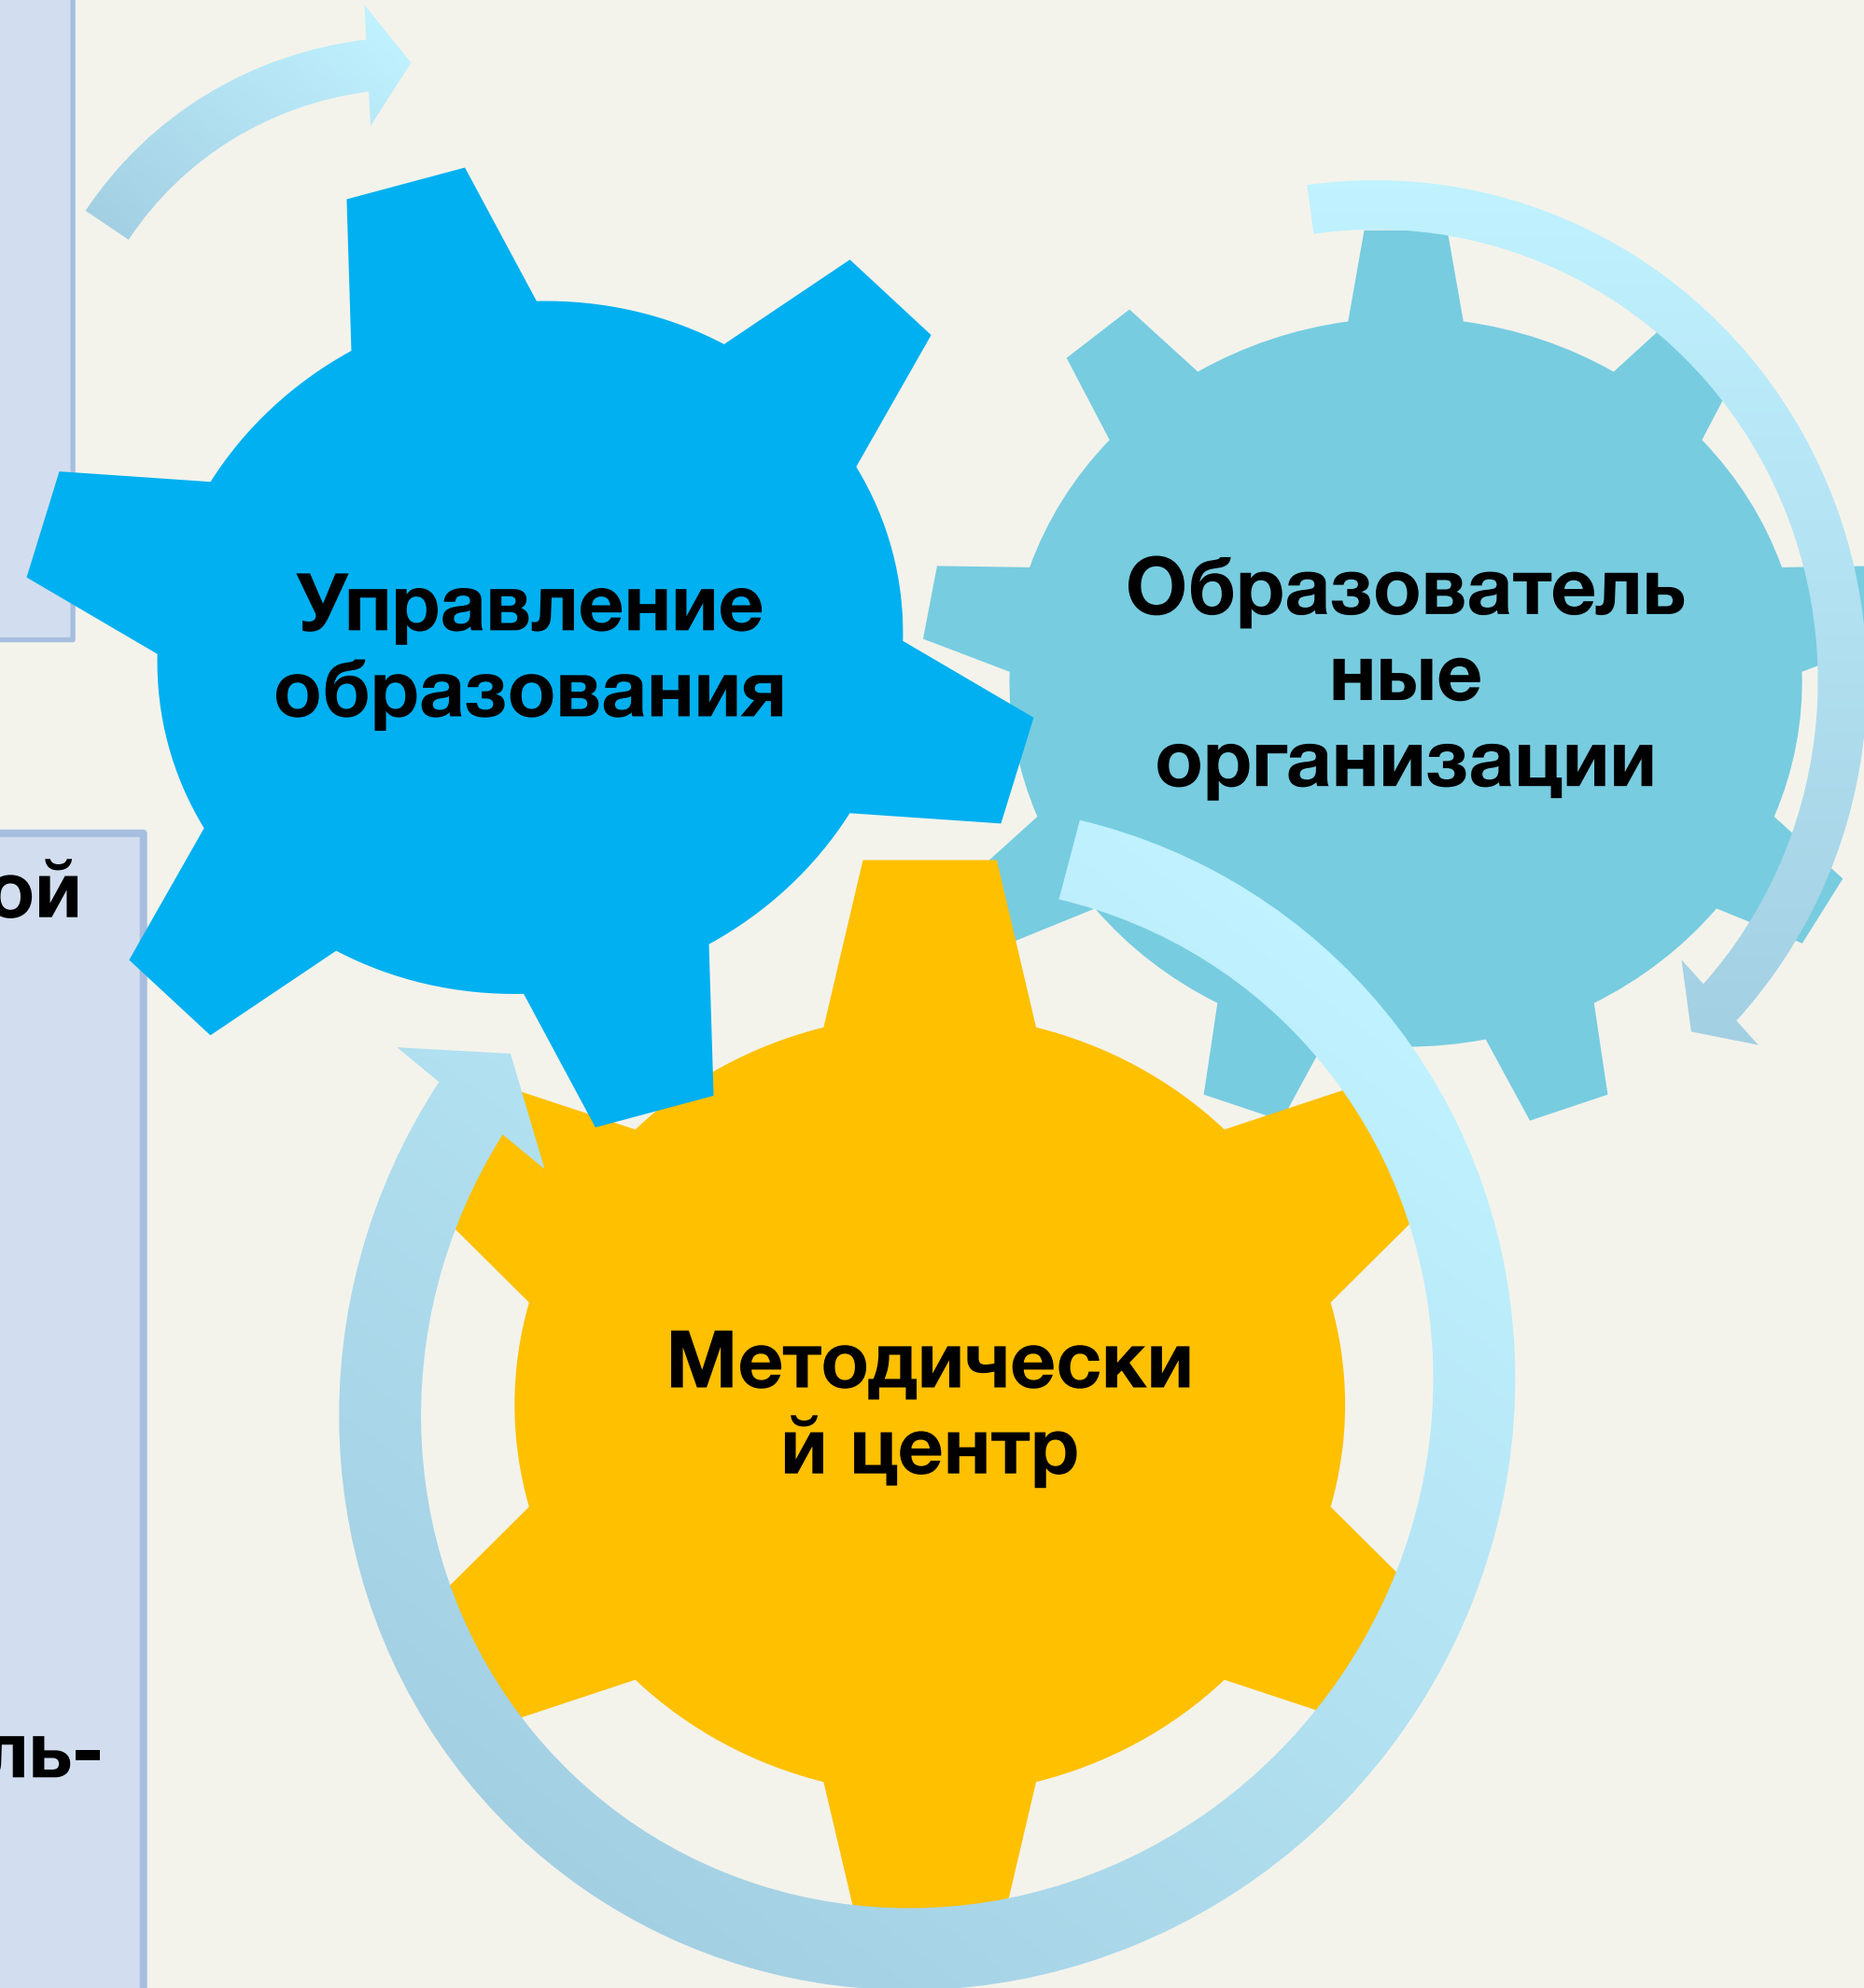 Управление
образования
Образователь
ные
организации
ой
Методически
й центр
ль-